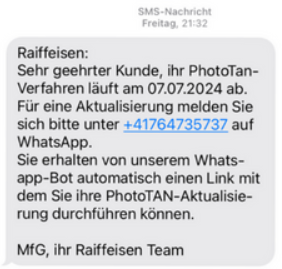 SMS-Nachricht
Freitag, 21:32
Raiffeisen:
Sehr geehrter Kunde, ihr PhotoTan-
Verfahren läuft am 07.07.2024 ab.
Für eine Aktualisierung melden Sie
sich bitte unter +41764735737 auf
WhatsApp.
Sie erhalten von unserem Whats-
app-Bot automatisch einen Link mit
dem Sie ihre PhotoTAN-Aktualisie-
rung durchführen können.
MfG, ihr Raiffeisen Team